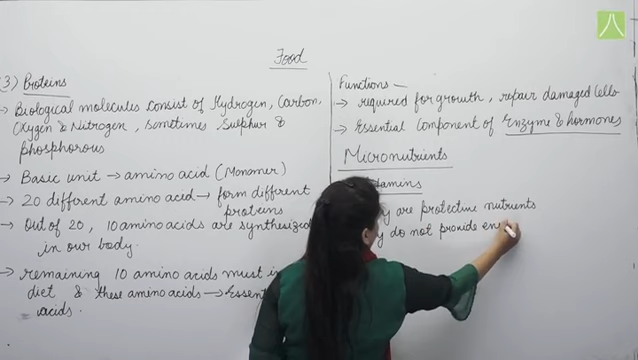 Food
(3) Proteins
→ Biological molecules consist of Hydrogen, Carbon,
Oxygen & Nitrogen, sometimes Sulphur &
phosphorous
→ Basic unit → amino acid (Monomer)
→ 20 different amino acid → form different
proteins
→ Out of 20, 10 amino acids are synthesized
in our body.
→ remaining 10 amino acids must in
diet & these amino acids → Essent
acids.
Functions —
→ required for growth, repair damaged cells
→ Essential component of Enzyme & hormones
Micronutrients
tamins
y are protective nutrients
y do not provide en